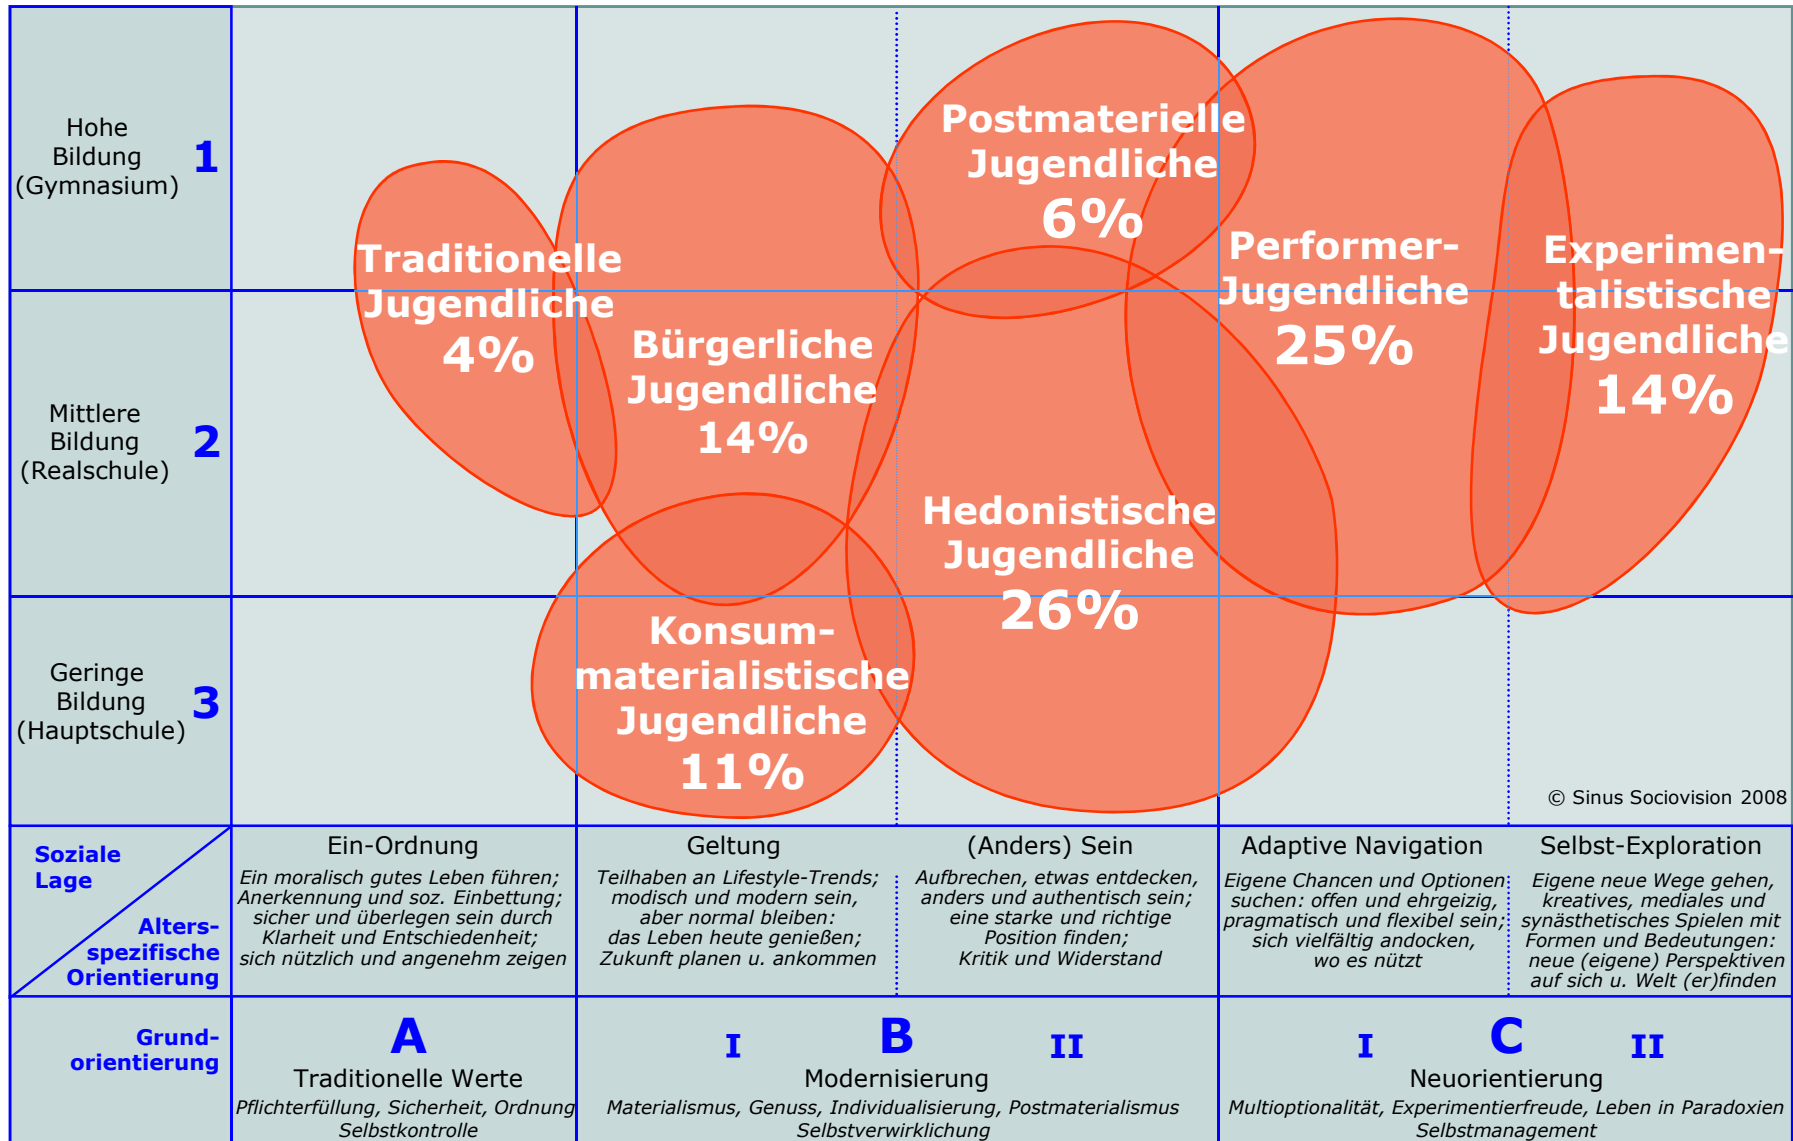 Hohe
Bildung
(Gymnasium)
1
Mittlere
Bildung
(Realschule)
2
Geringe
Bildung
(Hauptschule)
3
Traditionelle
Jugendliche
4%
Bürgerliche
Jugendliche
14%
Postmaterielle
Jugendliche
6%
Performer-
Jugendliche
25%
Experimen-
talistische
Jugendliche
14%
Hedonistische
Jugendliche
26%
Konsum-
materialistische
Jugendliche
11%
© Sinus Sociovision 2008
Soziale
Lage
Alters-
spezifische
Orientierung
Ein-Ordnung
Ein moralisch gutes Leben führen;
Anerkennung und soz. Einbettung;
sicher und überlegen sein durch
Klarheit und Entschiedenheit;
sich nützlich und angenehm zeigen
Geltung
Teilhaben an Lifestyle-Trends;
modisch und modern sein,
aber normal bleiben:
das Leben heute genießen;
Zukunft planen u. ankommen
(Anders) Sein
Aufbrechen, etwas entdecken,
anders und authentisch sein;
eine starke und richtige
Position finden;
Kritik und Widerstand
Adaptive Navigation
Eigene Chancen und Optionen
suchen: offen und ehrgeizig,
pragmatisch und flexibel sein;
sich vielfältig andocken,
wo es nützt
Selbst-Exploration
Eigene neue Wege gehen,
kreatives, mediales und
synästhetisches Spielen mit
Formen und Bedeutungen:
neue (eigene) Perspektiven
auf sich u. Welt (er)finden
Grund-
orientierung
A
Traditionelle Werte
Pflichterfüllung, Sicherheit, Ordnung
Selbstkontrolle
I B II
Modernisierung
Materialismus, Genuss, Individualisierung, Postmaterialismus
Selbstverwirklichung
I C II
Neuorientierung
Multioptionalität, Experimentierfreude, Leben in Paradoxien
Selbstmanagement